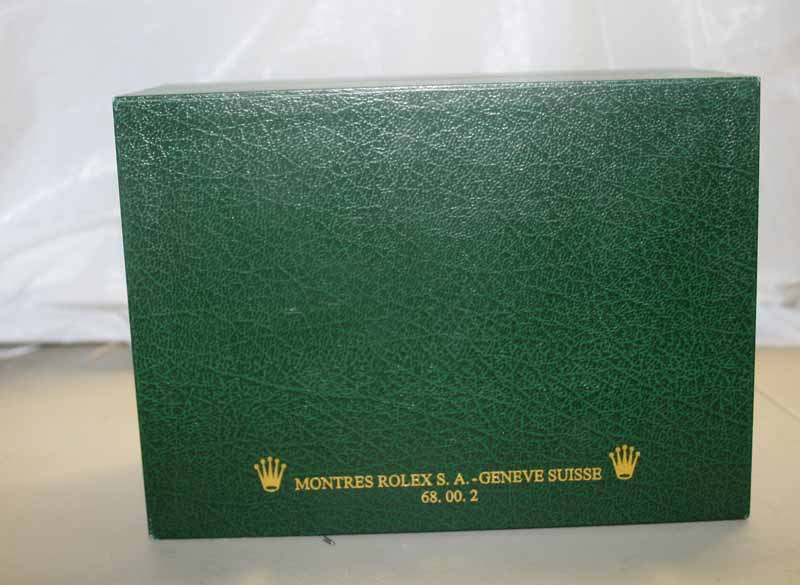 MONTRES ROLEX S. A.-GENEVE SUISSE
68. 00. 2